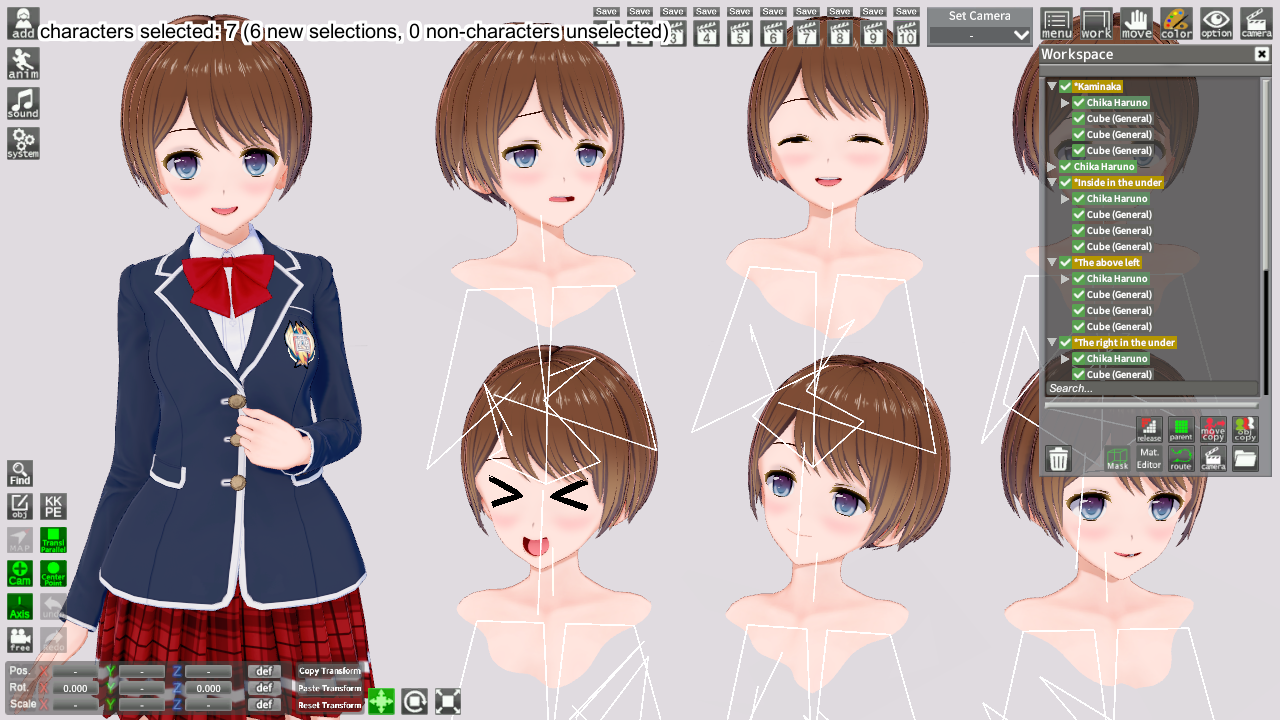 add
characters selected: 7 (6 new selections, 0 non-characters unselected)
Save Save Save Save Save Save Save Save Save Save
3 4 5 6 7 8 9 10
Set Camera
-
menu work move color option camera
anim
sound
system
Workspace
*Kaminaka
Chika Haruno
Cube (General)
Cube (General)
Cube (General)
Chika Haruno
*Inside in the under
Chika Haruno
Cube (General)
Cube (General)
Cube (General)
*The above left
Chika Haruno
Cube (General)
Cube (General)
Cube (General)
*The right in the under
Chika Haruno
Cube (General)
Search...
release parent move copy obj copy
Mask Mat. Editor route camera
Find
obj KK PE
MAP Transl Parallel
Cam Center Point
Axis undo
free redo
Pos. X - Y - Z - def Copy Transform
Rot. X 0.000 Y - Z 0.000 def Paste Transform
Scale X - Y - Z - def Reset Transform